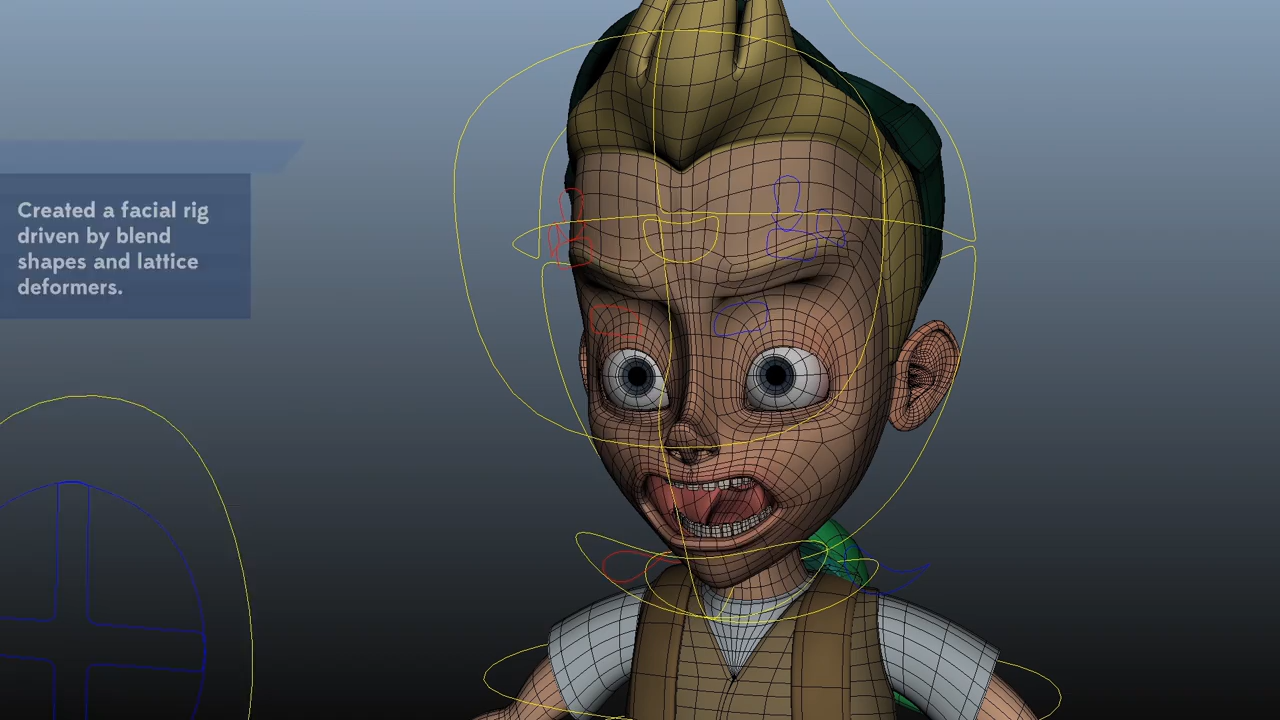 Created a facial rig
driven by blend
shapes and lattice
deformers.